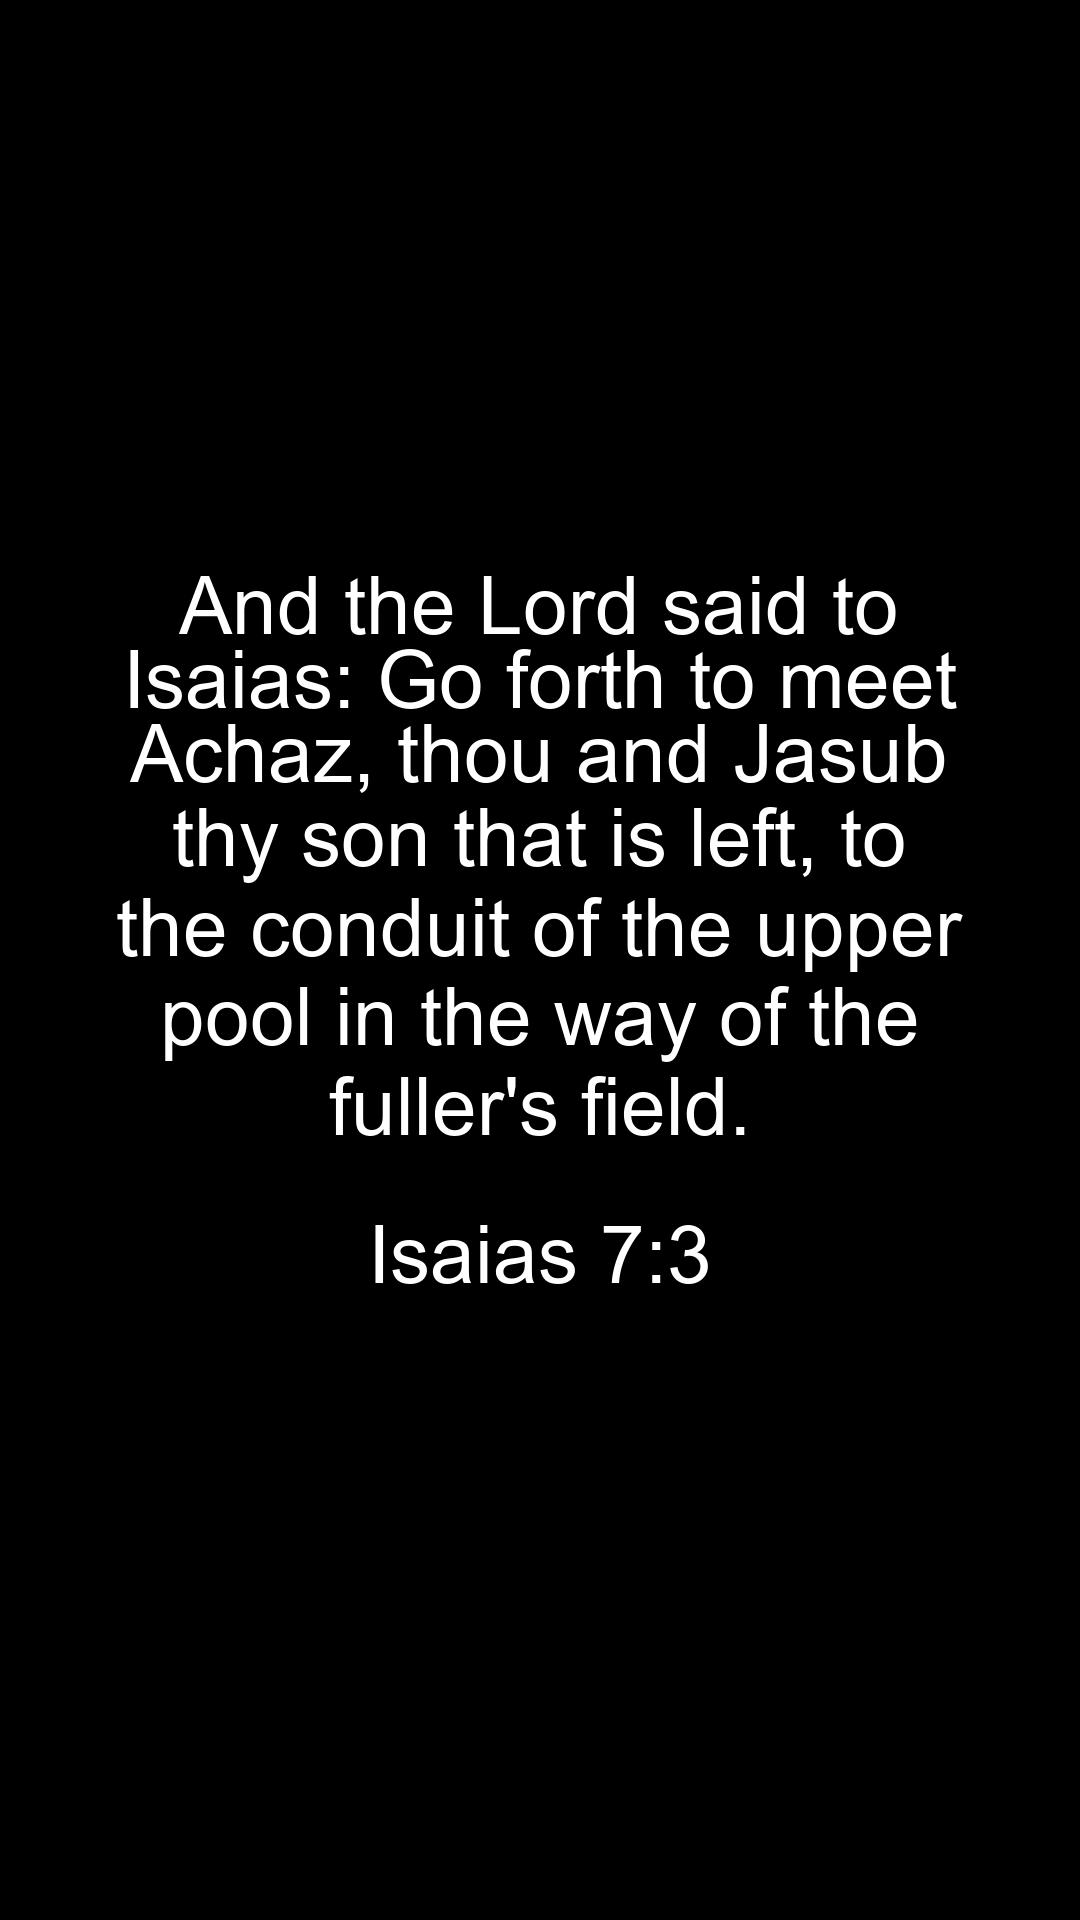 And the Lord said to
Isaias: Go forth to meet
Achaz, thou and Jasub
thy son that is left, to
the conduit of the upper
pool in the way of the
fuller's field.
Isaias 7:3